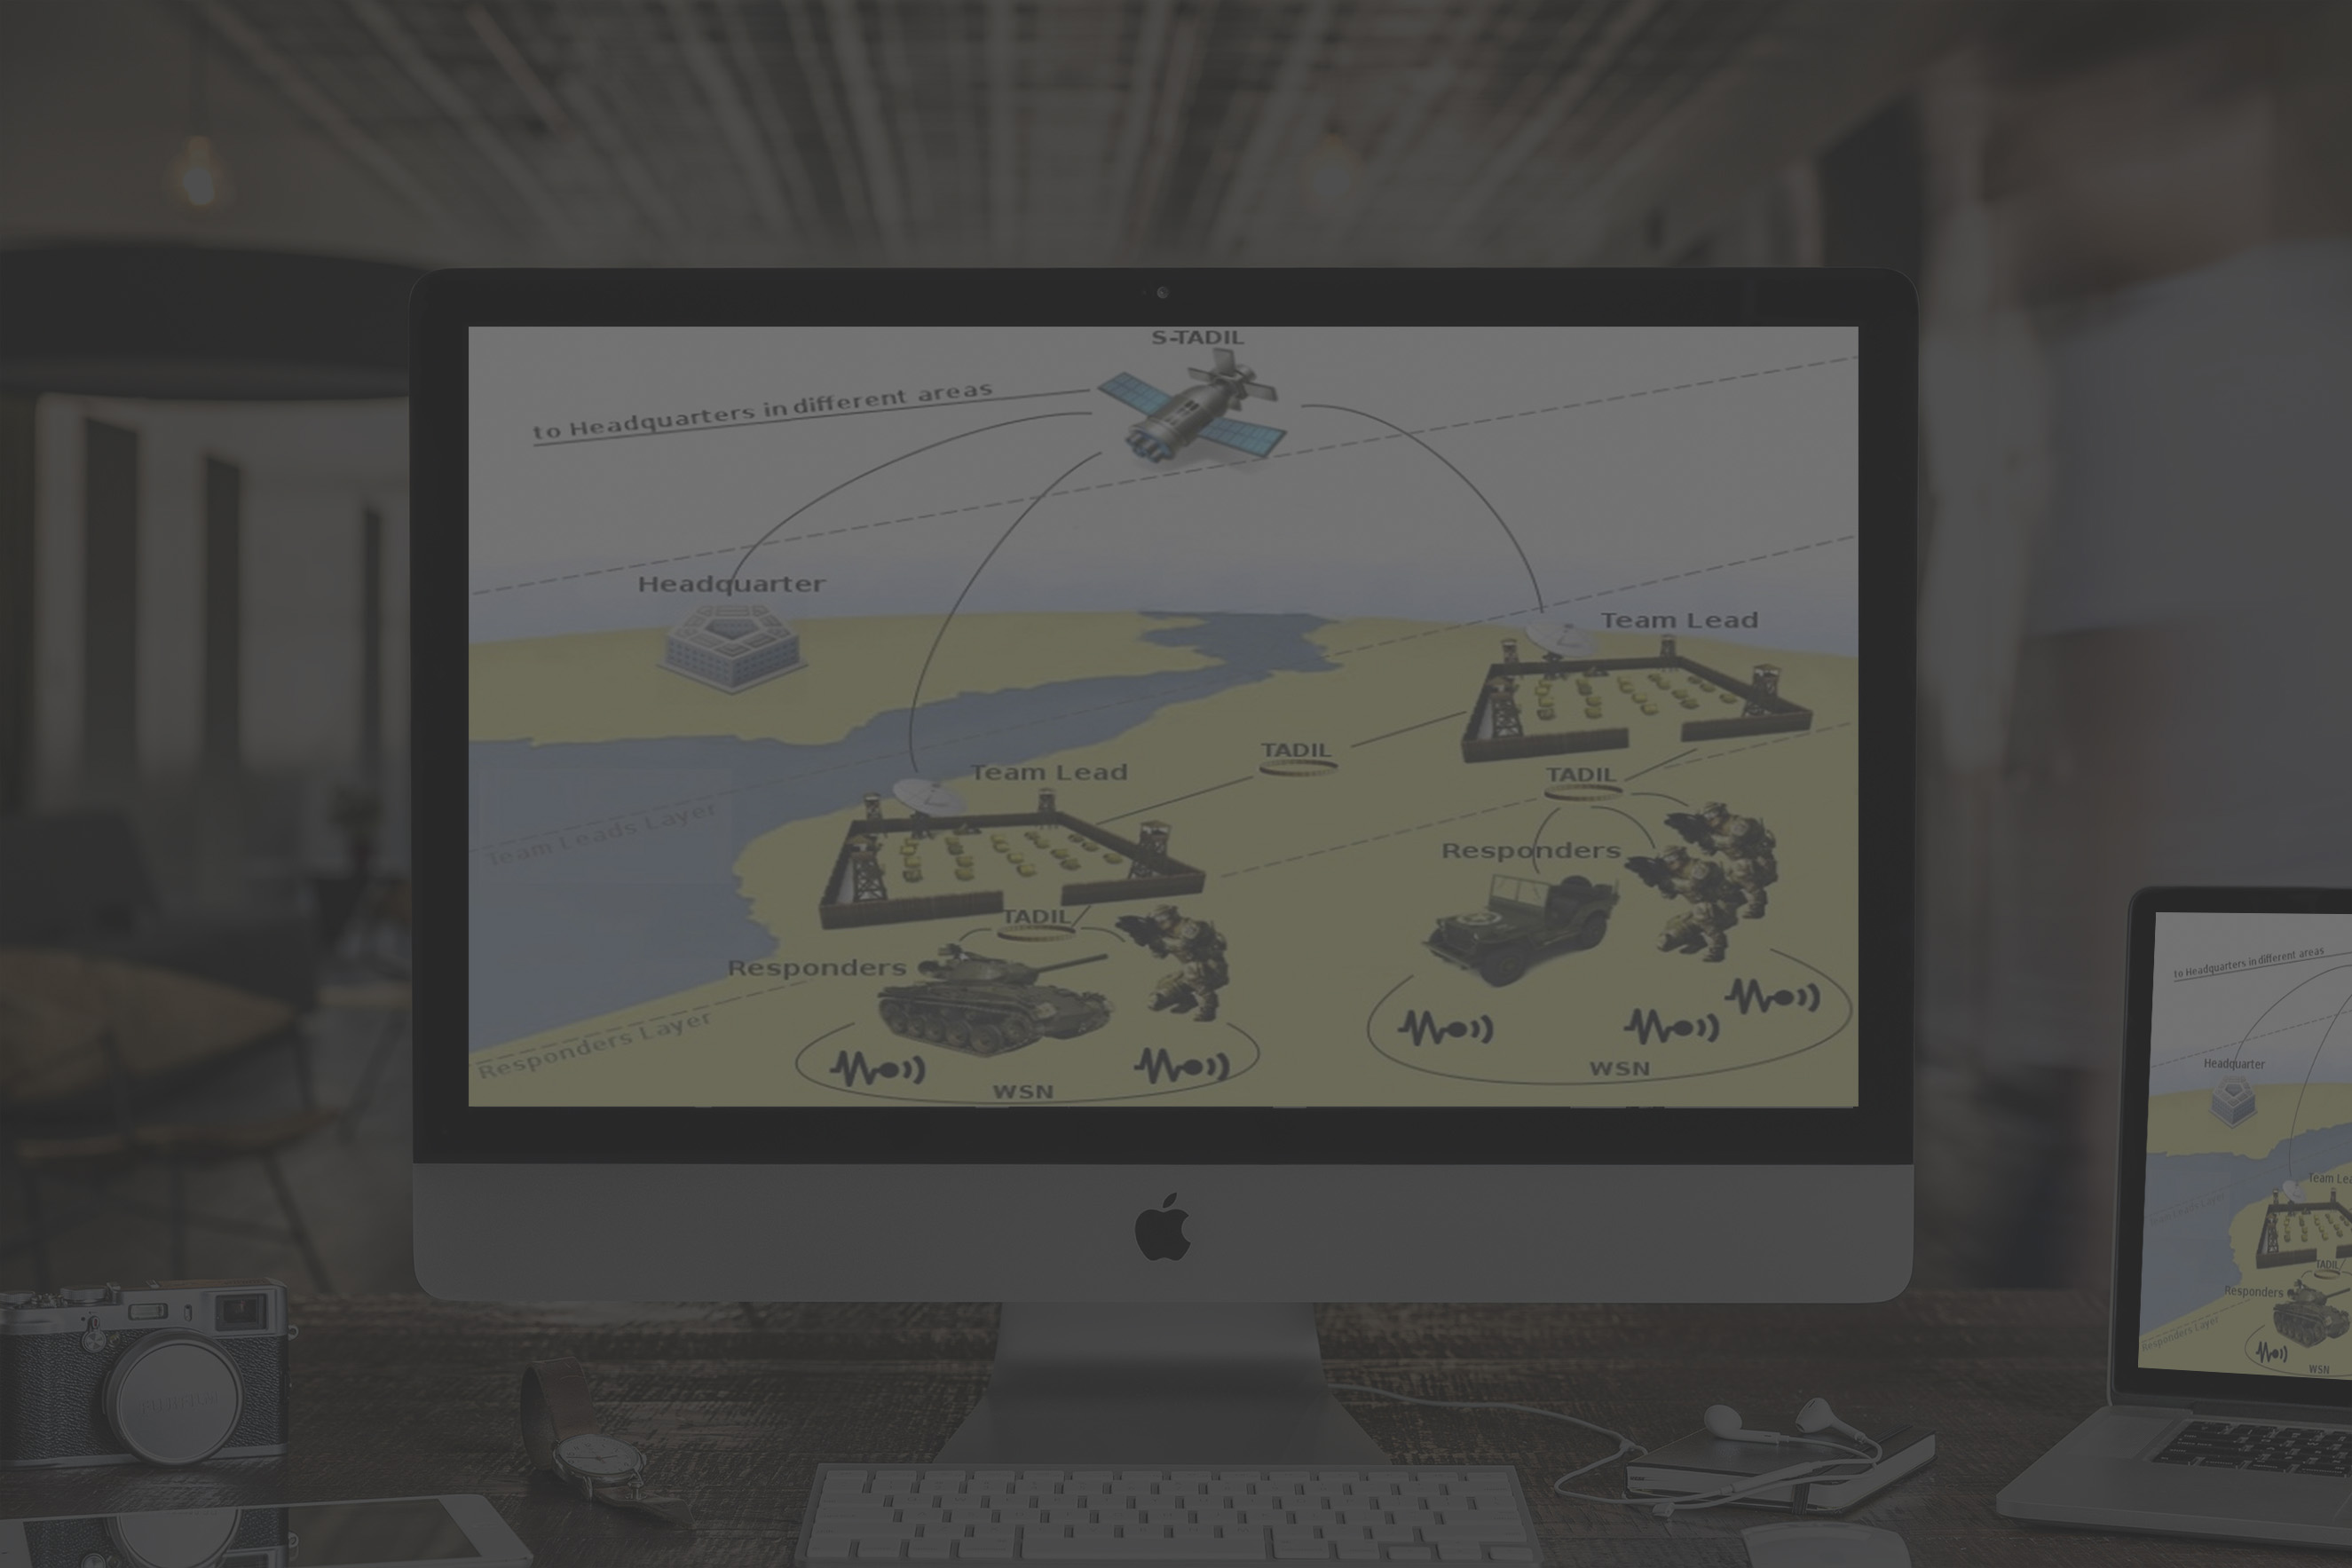 S-TADIL
to Headquarters in different areas
Headquarter
Team Lead
TADIL
Team Lead
TADIL
Team Leads Layer
Responders
TADIL
Responders
Responders Layer
WSN
WSN
to Headquarters in different areas
Headquarter
Team Lea
TADIL
Responders
Responders Layer
WSN